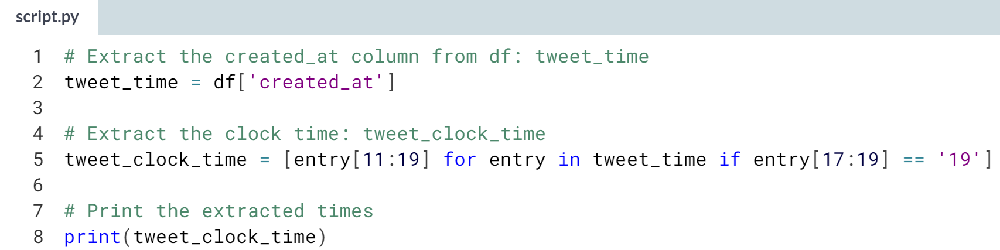 script.py
1 # Extract the created_at column from df: tweet_time
2 tweet_time = df['created_at']
3
4 # Extract the clock time: tweet_clock_time
5 tweet_clock_time = [entry[11:19] for entry in tweet_time if entry[17:19] == '19']
6
7 # Print the extracted times
8 print(tweet_clock_time)